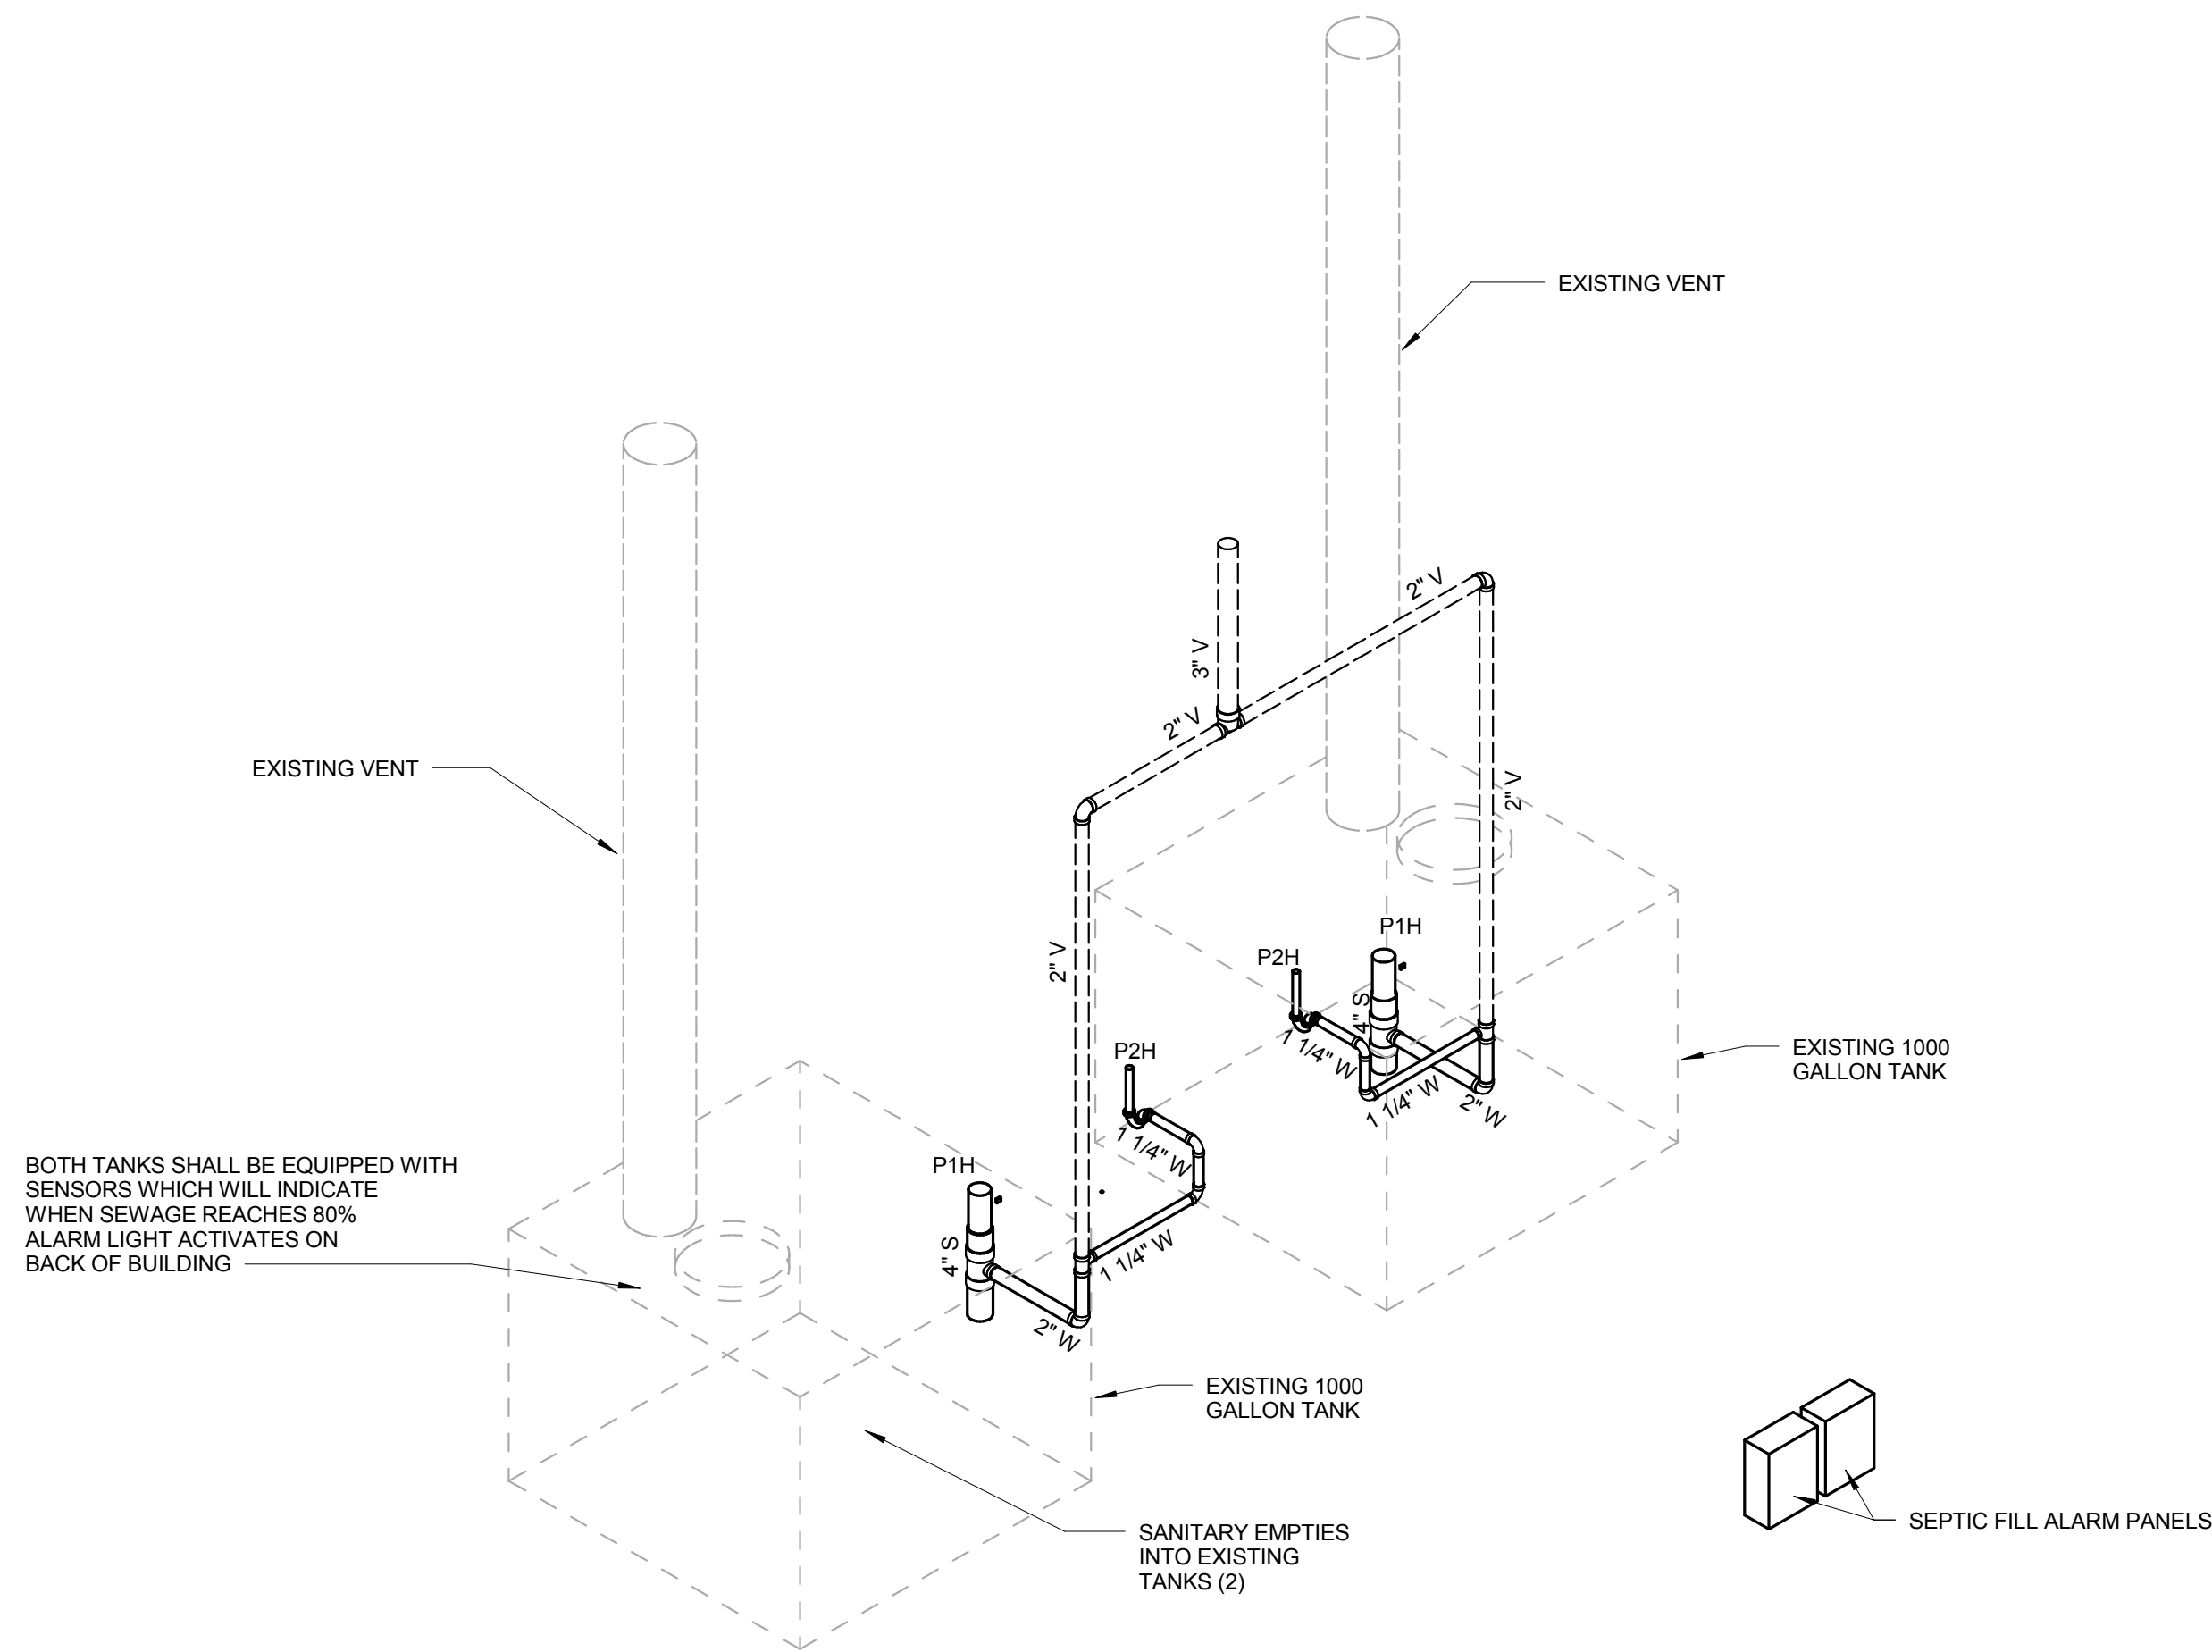 EXISTING VENT
2" V
3" V
2" V
EXISTING VENT
2" V
P1H
P2H
2" V
4" S
1 1/4" W
P2H
EXISTING 1000
GALLON TANK
1 1/4" W
2" W
1 1/4" W
P1H
BOTH TANKS SHALL BE EQUIPPED WITH
SENSORS WHICH WILL INDICATE
WHEN SEWAGE REACHES 80%
ALARM LIGHT ACTIVATES ON
BACK OF BUILDING
4" S
1 1/4" W
2" W
EXISTING 1000
GALLON TANK
SANITARY EMPTIES
INTO EXISTING
TANKS (2)
SEPTIC FILL ALARM PANELS